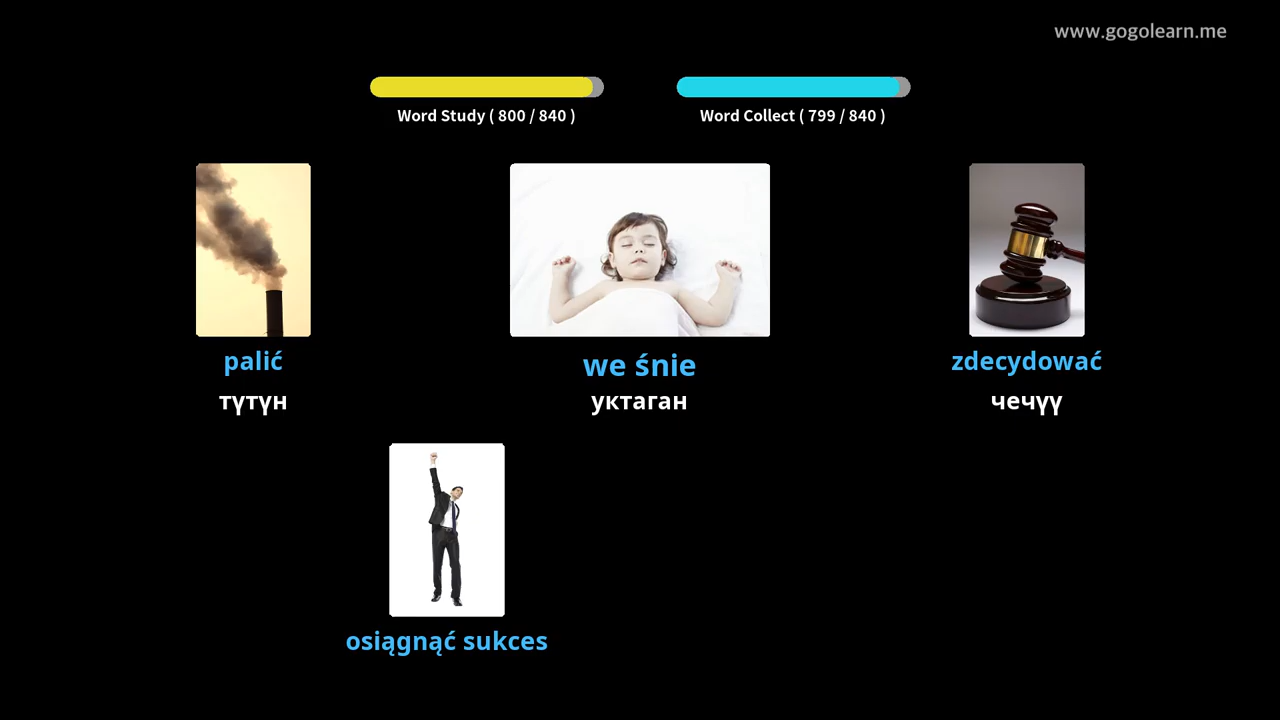 www.gogolearn.me
Word Study ( 800 / 840 )
Word Collect ( 799 / 840 )
palić
түтүн
we śnie
уктаган
zdecydować
чечүү
osiągnąć sukces